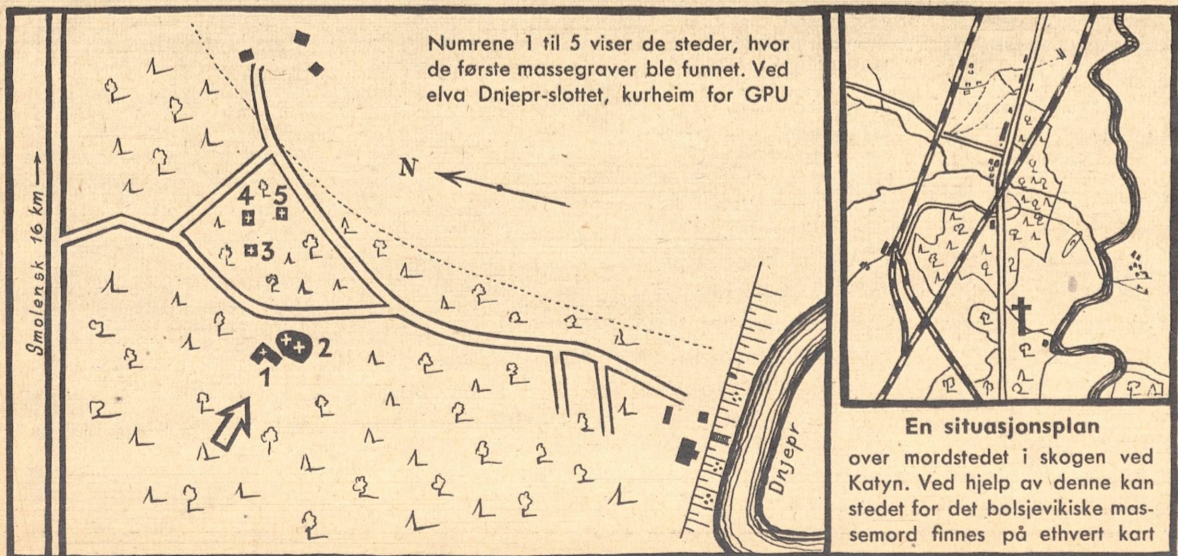 Numrene 1 til 5 viser de steder, hvor
de første massegraver ble funnet. Ved
elva Dnjepr-slottet, kurheim for GPU
N
Smolensk 16 km
4 5
3
2
1
Dnjepr
En situasjonsplan
over mordstedet i skogen ved
Katyn. Ved hjelp av denne kan
stedet for det bolsjevikiske mas-
semord finnes på ethvert kart